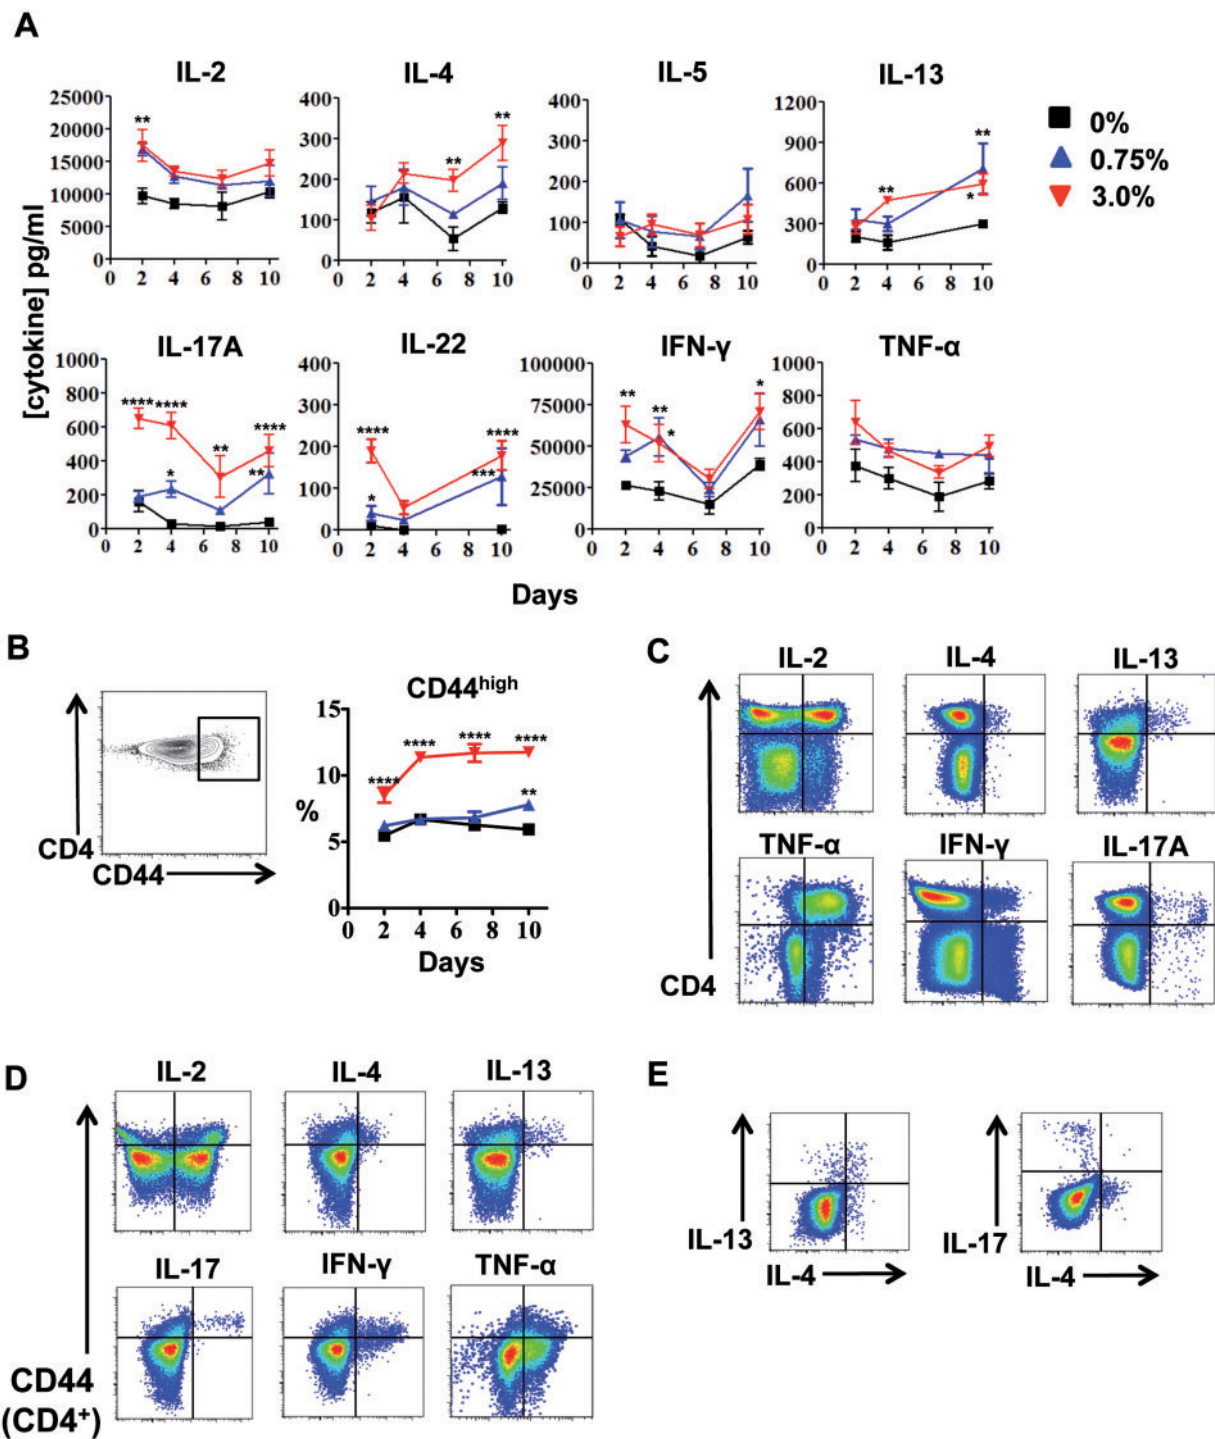 A
IL-2
IL-4
IL-5
IL-13
25000
20000
15000
10000
5000
0
**
0 2 4 6 8 10
400
300
200
100
0
**
**
0 2 4 6 8 10
400
300
200
100
0
0 2 4 6 8 10
1200
900
600
300
0
**
**
*
0 2 4 6 8 10
0%
0.75%
3.0%
[cytokine] pg/ml
IL-17A
IL-22
IFN-γ
TNF-α
1000
800
600
400
200
0
****
****
**
****
*
**
0 2 4 6 8 10
400
300
200
100
0
****
****
***
*
0 2 4 6 8 10
100000
75000
50000
25000
0
**
**
*
*
0 2 4 6 8 10
1000
800
600
400
200
0
0 2 4 6 8 10
Days
B
CD4
CD44
CD44high
15
10
5
0
%
****
****
****
****
**
0 2 4 6 8 10
Days
C
IL-2
IL-4
IL-13
TNF-α
IFN-γ
IL-17A
CD4
D
IL-2
IL-4
IL-13
IL-17
IFN-γ
TNF-α
CD44
(CD4+)
E
IL-13
IL-4
IL-17
IL-4